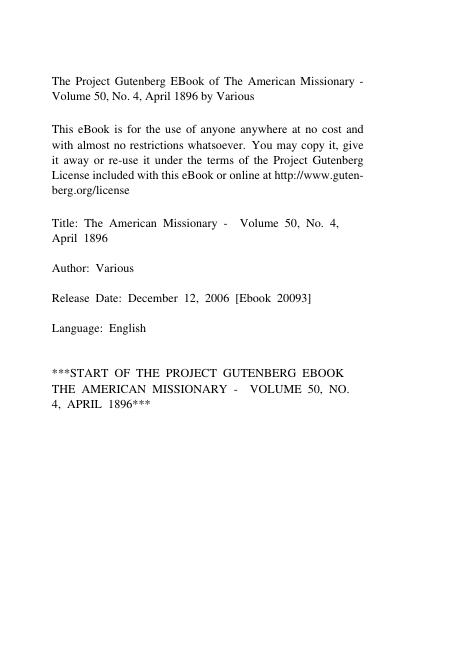 The Project Gutenberg EBook of The American Missionary -
Volume 50, No. 4, April 1896 by Various
This eBook is for the use of anyone anywhere at no cost and
with almost no restrictions whatsoever. You may copy it, give
it away or re-use it under the terms of the Project Gutenberg
License included with this eBook or online at http://www.guten-
berg.org/license
Title: The American Missionary - Volume 50, No. 4,
April 1896
Author: Various
Release Date: December 12, 2006 [Ebook 20093]
Language: English
***START OF THE PROJECT GUTENBERG EBOOK
THE AMERICAN MISSIONARY - VOLUME 50, NO.
4, APRIL 1896***